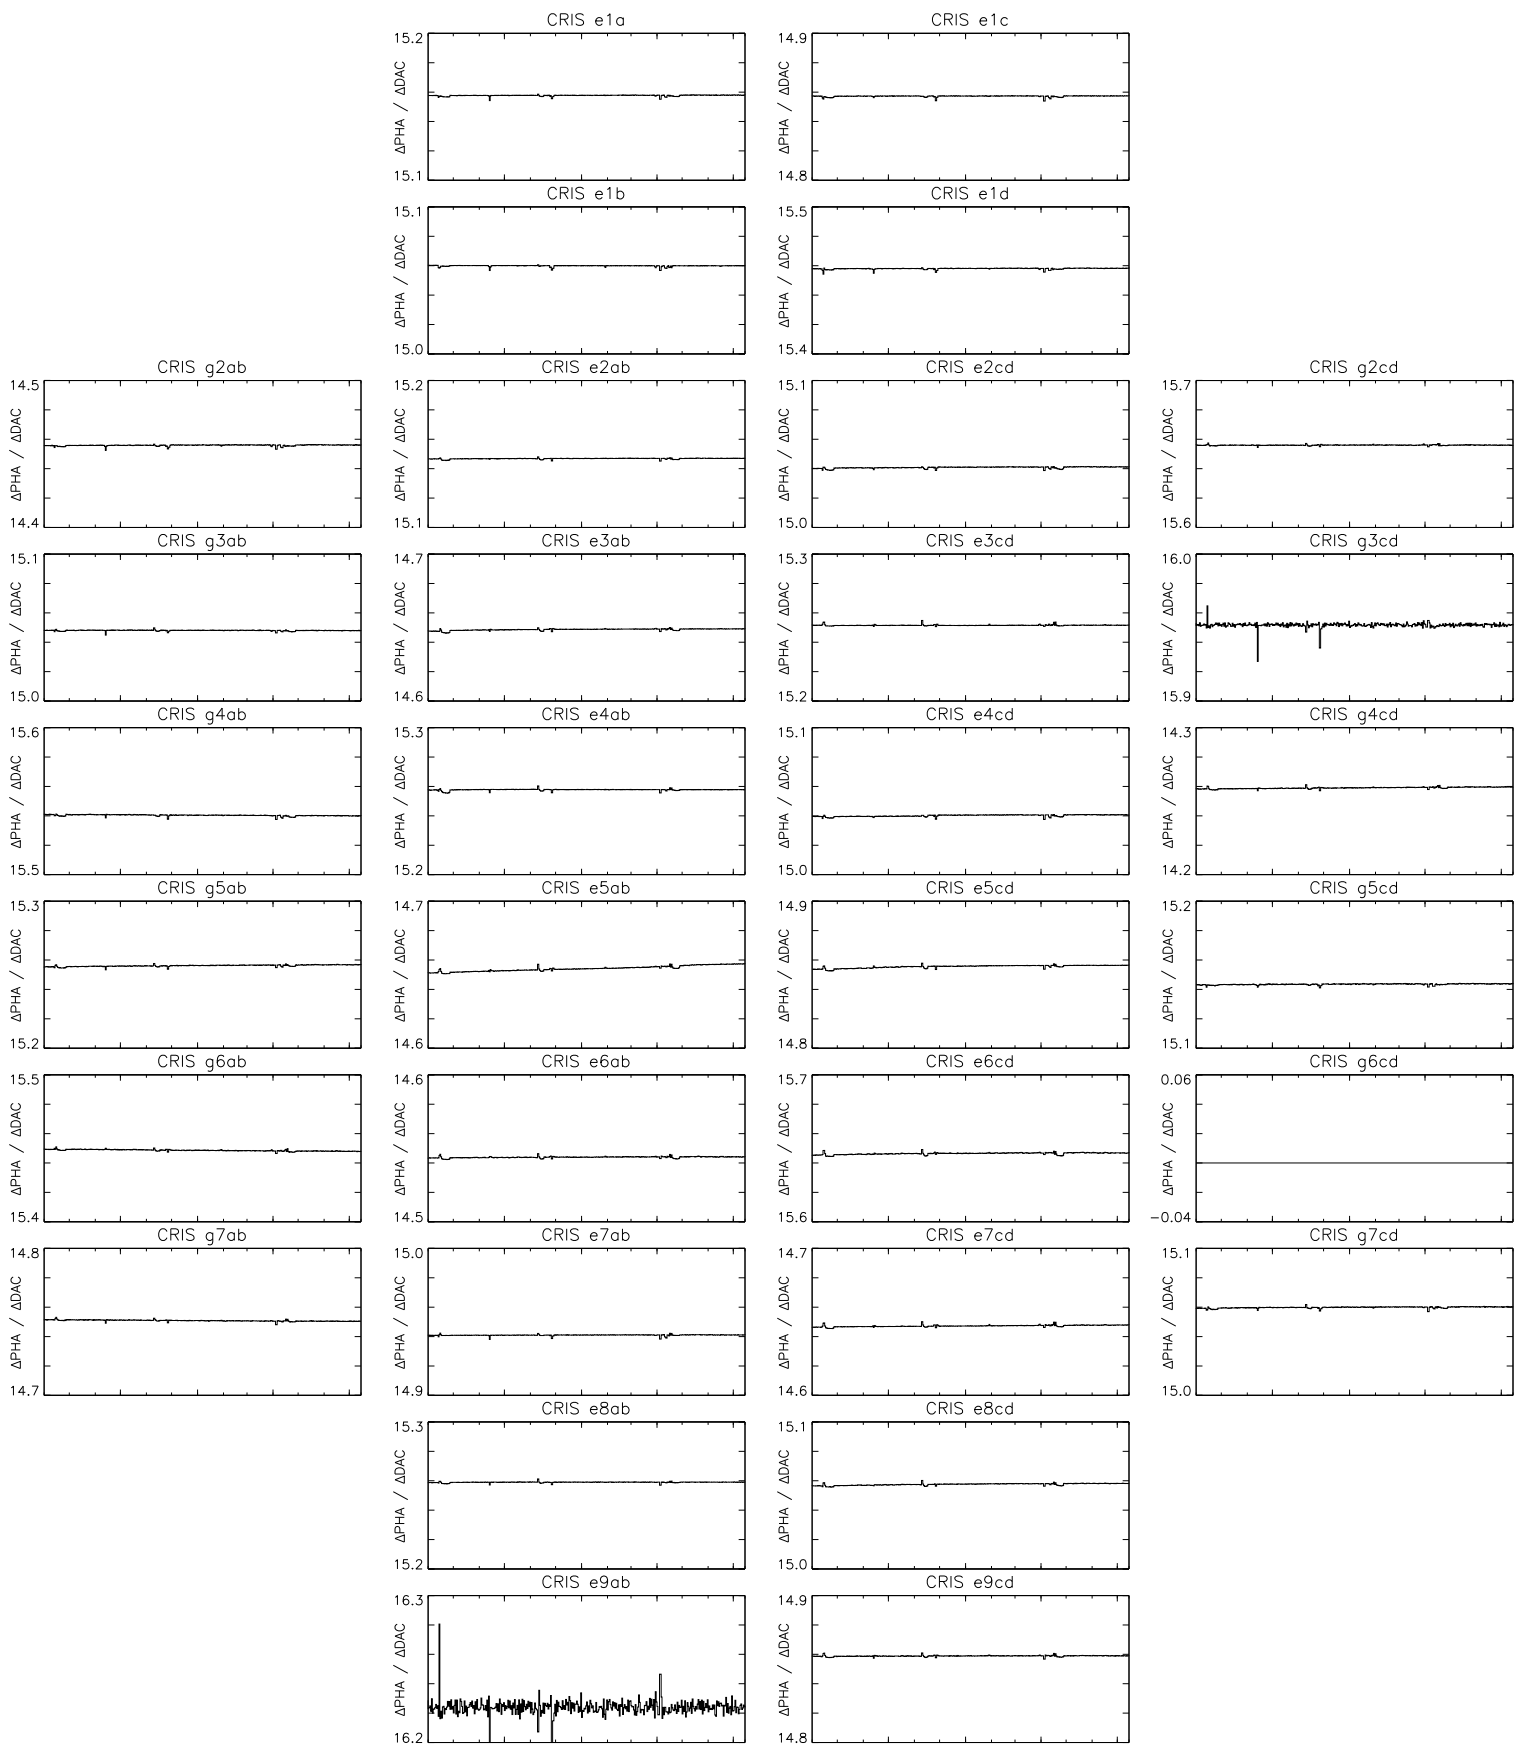 CRIS e1a CRIS e1c
15.2 14.9
ΔPHA / ΔDAC ΔPHA / ΔDAC
15.1 14.8
CRIS e1b CRIS e1d
15.1 15.5
ΔPHA / ΔDAC ΔPHA / ΔDAC
15.0 15.4
CRIS g2ab CRIS e2ab CRIS e2cd CRIS g2cd
14.5 15.2 15.1 15.7
ΔPHA / ΔDAC ΔPHA / ΔDAC ΔPHA / ΔDAC ΔPHA / ΔDAC
14.4 15.1 15.0 15.6
CRIS g3ab CRIS e3ab CRIS e3cd CRIS g3cd
15.1 14.7 15.3 16.0
ΔPHA / ΔDAC ΔPHA / ΔDAC ΔPHA / ΔDAC ΔPHA / ΔDAC
15.0 14.6 15.2 15.9
CRIS g4ab CRIS e4ab CRIS e4cd CRIS g4cd
15.6 15.3 15.1 14.3
ΔPHA / ΔDAC ΔPHA / ΔDAC ΔPHA / ΔDAC ΔPHA / ΔDAC
15.5 15.2 15.0 14.2
CRIS g5ab CRIS e5ab CRIS e5cd CRIS g5cd
15.3 14.7 14.9 15.2
ΔPHA / ΔDAC ΔPHA / ΔDAC ΔPHA / ΔDAC ΔPHA / ΔDAC
15.2 14.6 14.8 15.1
CRIS g6ab CRIS e6ab CRIS e6cd CRIS g6cd
15.5 14.6 15.7 0.06
ΔPHA / ΔDAC ΔPHA / ΔDAC ΔPHA / ΔDAC ΔPHA / ΔDAC
15.4 14.5 15.6 −0.04
CRIS g7ab CRIS e7ab CRIS e7cd CRIS g7cd
14.8 15.0 14.7 15.1
ΔPHA / ΔDAC ΔPHA / ΔDAC ΔPHA / ΔDAC ΔPHA / ΔDAC
14.7 14.9 14.6 15.0
CRIS e8ab CRIS e8cd
15.3 15.1
ΔPHA / ΔDAC ΔPHA / ΔDAC
15.2 15.0
CRIS e9ab CRIS e9cd
16.3 14.9
ΔPHA / ΔDAC ΔPHA / ΔDAC
16.2 14.8